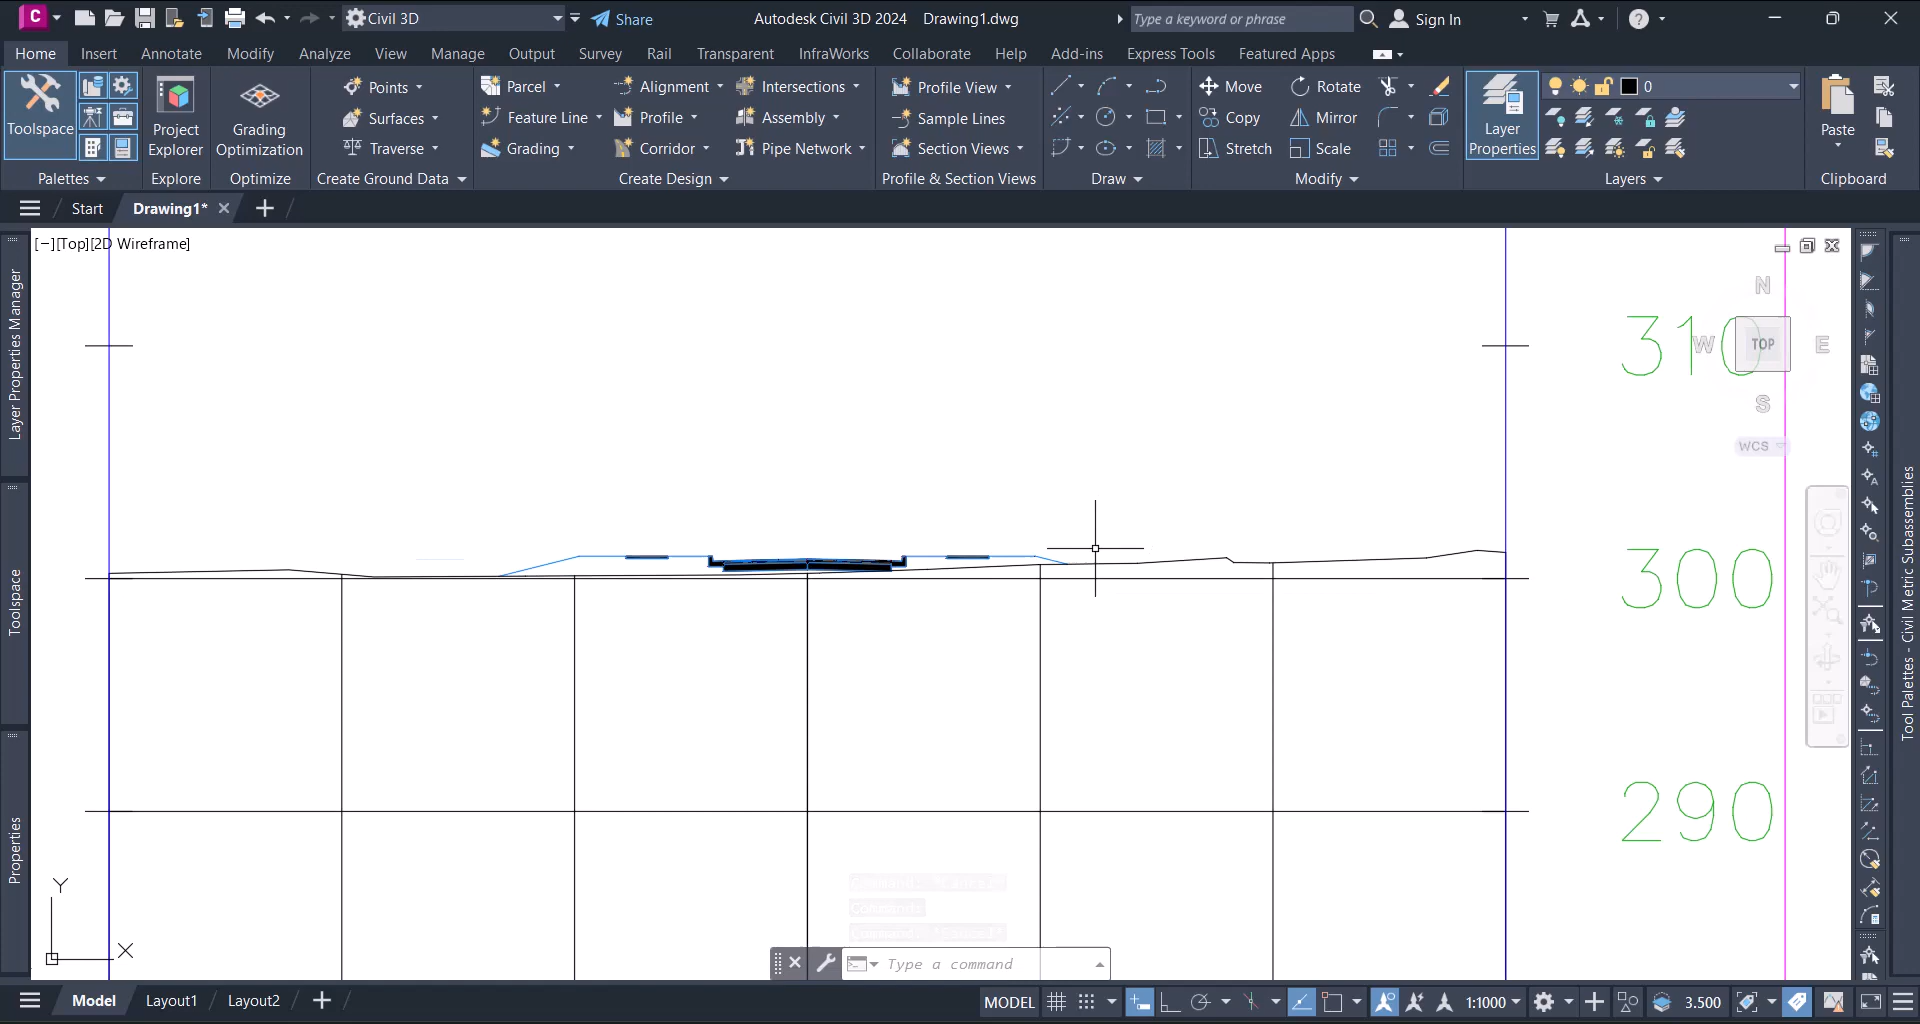 Civil 3D
Share
Autodesk Civil 3D 2024 Drawing1.dwg
Type a keyword or phrase
Sign In
Home Insert Annotate Modify Analyze View Manage Output Survey Rail Transparent InfraWorks Collaborate Help Add-ins Express Tools Featured Apps
Points Parcel Alignment Intersections Profile View Move Rotate 0
Toolspace Project Explorer Grading Optimization
Surfaces Feature Line Profile Assembly Sample Lines Copy Mirror
Layer Properties Paste
Traverse Grading Corridor Pipe Network Section Views Stretch Scale
Palettes Explore Optimize Create Ground Data Create Design Profile & Section Views Draw Modify Layers Clipboard
Start Drawing1*
[−][Top][2D Wireframe]
Layer Properties Manager
Toolspace
Properties
N
310
W TOP E
S
WCS
300
290
Tool Palettes - Civil Metric Subassemblies
Y
X
Command: *Cancel*
Command:
Command: *Cancel*
Type a command
Model Layout1 Layout2
MODEL 1:1000 3.500